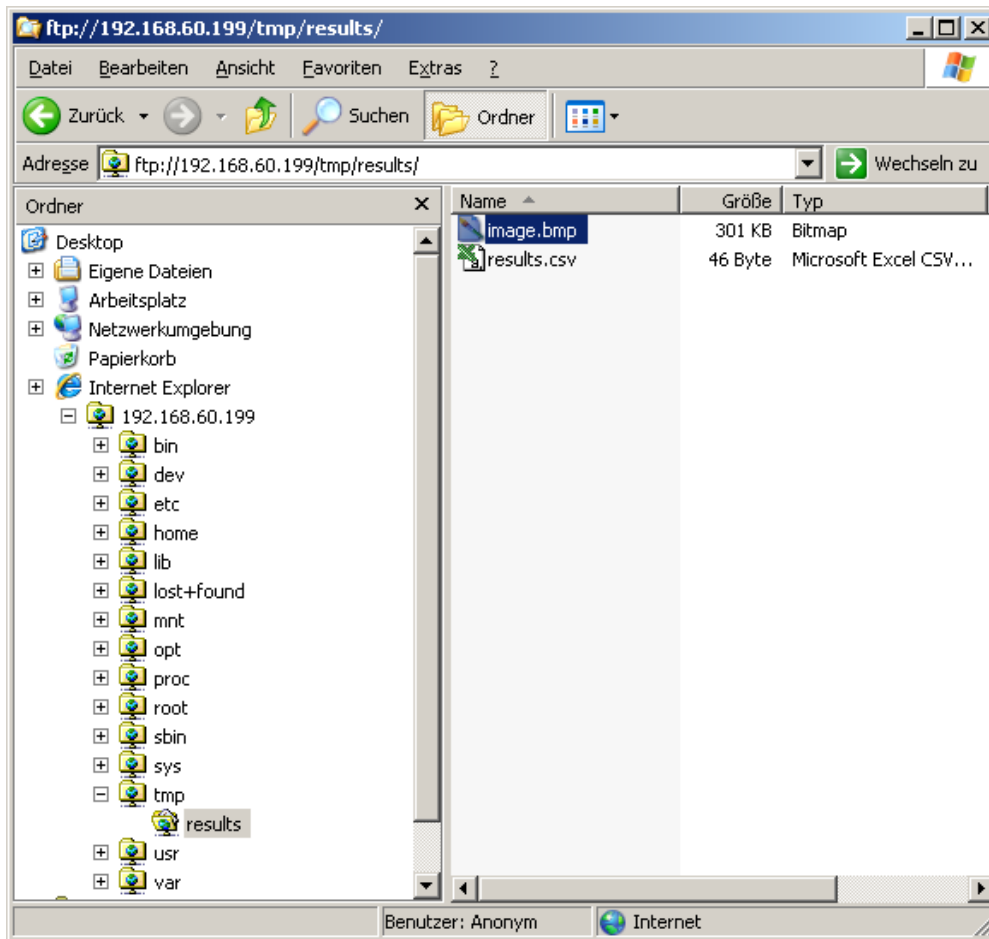 ftp://192.168.60.199/tmp/results/
Datei Bearbeiten Ansicht Favoriten Extras ?
Zurück Suchen Ordner
Adresse ftp://192.168.60.199/tmp/results/ Wechseln zu
Ordner
Desktop
Eigene Dateien
Arbeitsplatz
Netzwerkumgebung
Papierkorb
Internet Explorer
192.168.60.199
bin
dev
etc
home
lib
lost+found
mnt
opt
proc
root
sbin
sys
tmp
results
usr
var
Name Größe Typ
image.bmp 301 KB Bitmap
results.csv 46 Byte Microsoft Excel CSV...
Benutzer: Anonym Internet